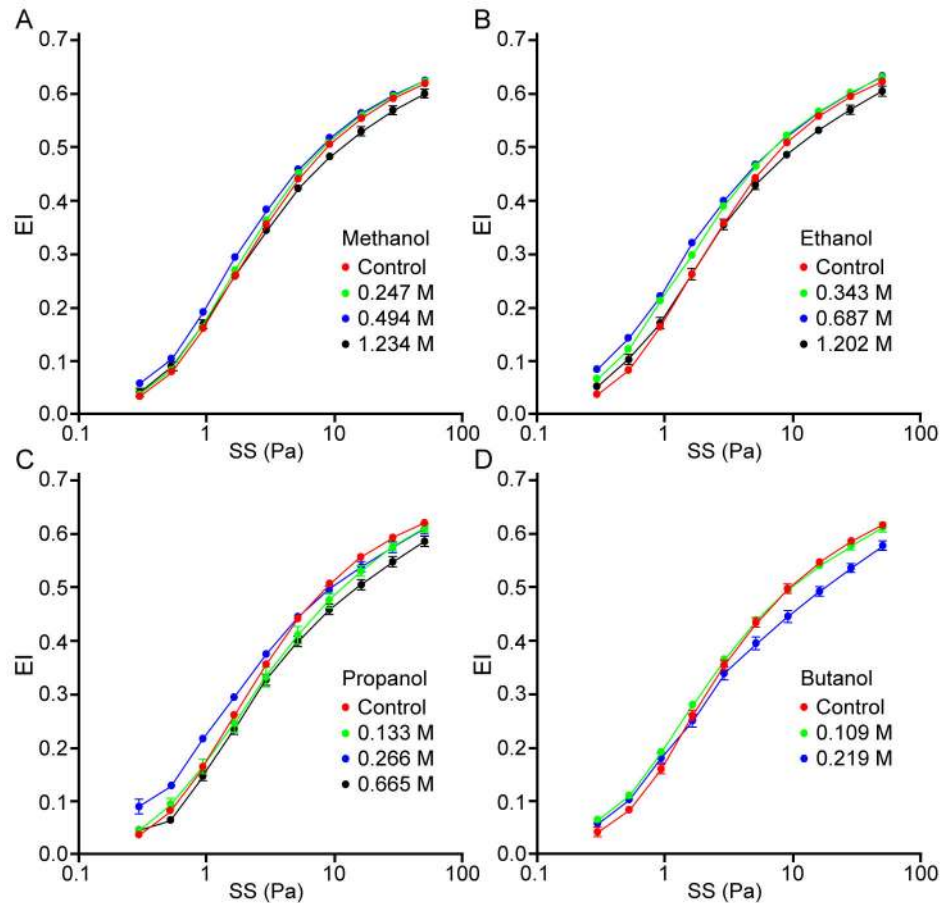 A
B
0.7
0.6
0.5
0.4
0.3
0.2
0.1
0.0
EI
Methanol
Control
0.247 M
0.494 M
1.234 M
0.1
1
10
100
SS (Pa)
0.7
0.6
0.5
0.4
0.3
0.2
0.1
0.0
EI
Ethanol
Control
0.343 M
0.687 M
1.202 M
0.1
1
10
100
SS (Pa)
C
D
0.7
0.6
0.5
0.4
0.3
0.2
0.1
0.0
EI
Propanol
Control
0.133 M
0.266 M
0.665 M
0.1
1
10
100
SS (Pa)
0.7
0.6
0.5
0.4
0.3
0.2
0.1
0.0
EI
Butanol
Control
0.109 M
0.219 M
0.1
1
10
100
SS (Pa)